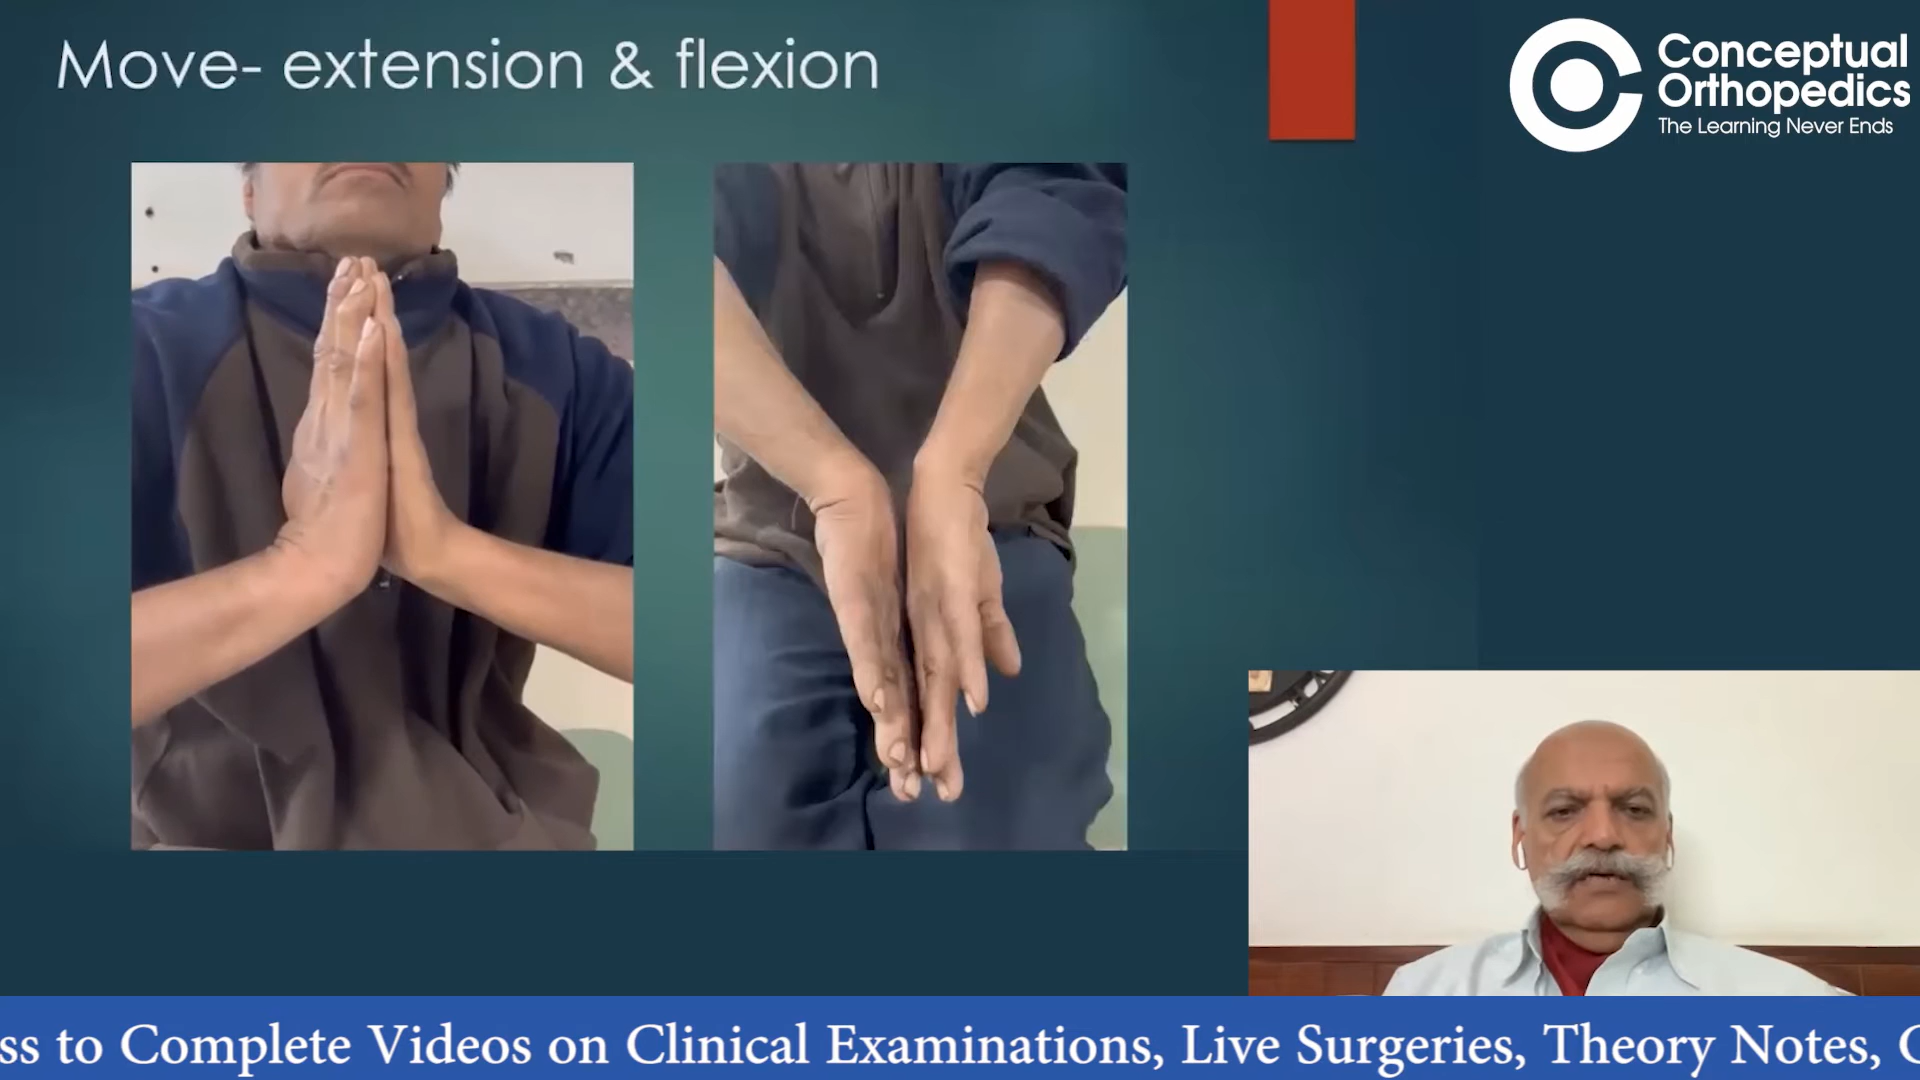 Move- extension & flexion
Conceptual
Orthopedics
The Learning Never Ends
ss to Complete Videos on Clinical Examinations, Live Surgeries, Theory Notes,